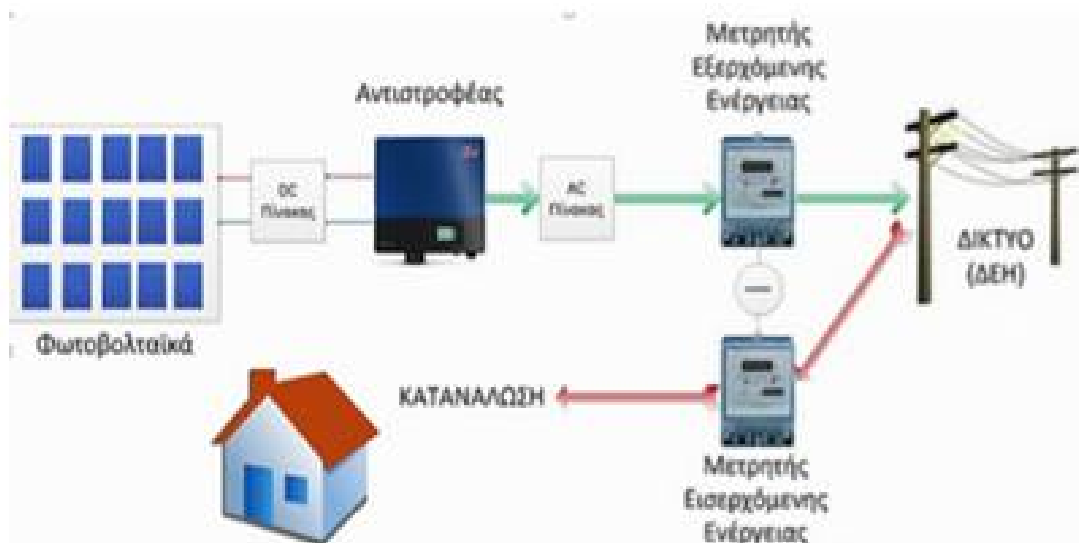 Μετρητής
Εξερχόμενης
Ενέργειας
Αντιστροφέας
DC
Πίνακας
AC
Πίνακας
ΔΙΚΤΥΟ
(ΔΕΗ)
Φωτοβολταϊκά
ΚΑΤΑΝΑΛΩΣΗ
Μετρητής
Εισερχόμενης
Ενέργειας